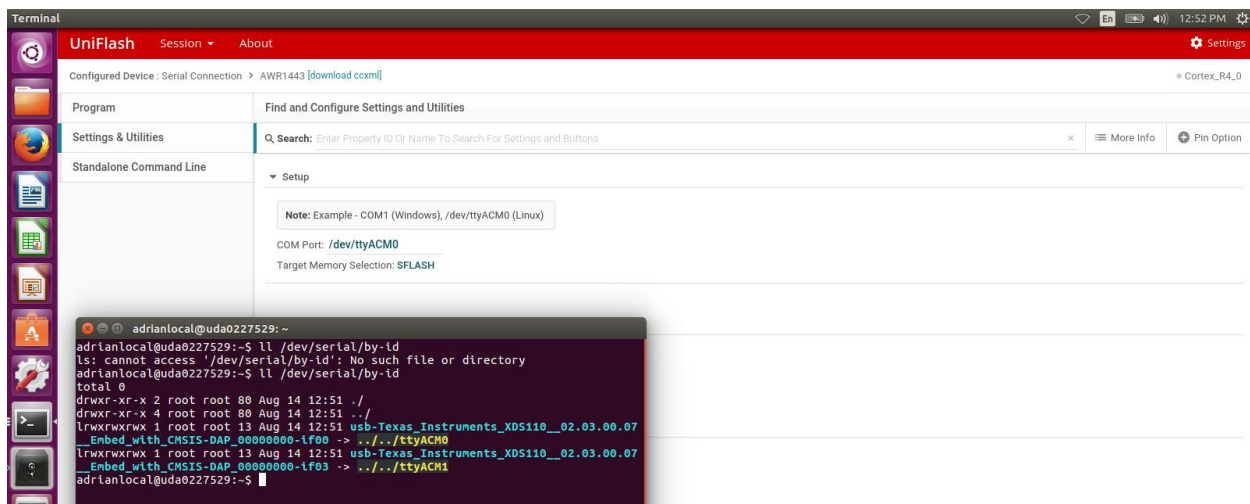 Terminal
En
12:52 PM
UniFlash Session About Settings
Configured Device : Serial Connection > AWR1443 [download ccxml] Cortex_R4_0
Program
Settings & Utilities
Standalone Command Line
Find and Configure Settings and Utilities
Search: Enter Property ID Or Name To Search For Settings and Buttons × More Info Pin Option
Setup
Note: Example - COM1 (Windows), /dev/ttyACM0 (Linux)
COM Port: /dev/ttyACM0
Target Memory Selection: SFLASH
adrianlocal@uda0227529: ~
adrianlocal@uda0227529:~$ ll /dev/serial/by-id
ls: cannot access '/dev/serial/by-id': No such file or directory
adrianlocal@uda0227529:~$ ll /dev/serial/by-id
total 0
drwxr-xr-x 2 root root 80 Aug 14 12:51 ./
drwxr-xr-x 4 root root 80 Aug 14 12:51 ../
lrwxrwxrwx 1 root root 13 Aug 14 12:51 usb-Texas_Instruments_XDS110__02.03.00.07
__Embed_with_CMSIS-DAP_00000000-if00 -> ../../ttyACM0
lrwxrwxrwx 1 root root 13 Aug 14 12:51 usb-Texas_Instruments_XDS110__02.03.00.07
__Embed_with_CMSIS-DAP_00000000-if03 -> ../../ttyACM1
adrianlocal@uda0227529:~$